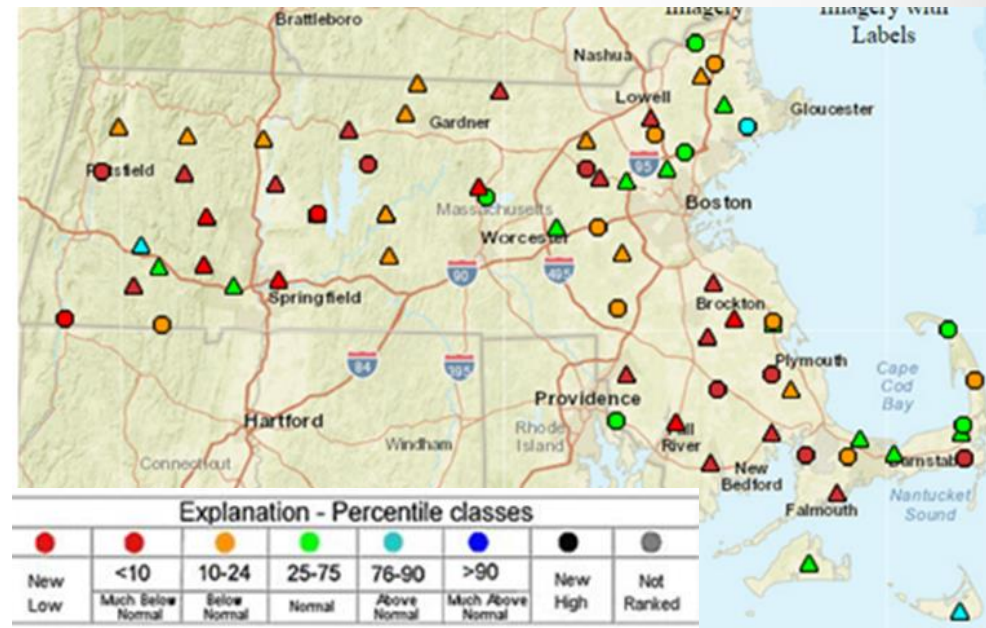 Imagery
Imagery with
Labels
Brattleboro
Nashua
Lowell
Gloucester
Gardner
Pittsfield
95
Massachusetts
Boston
Worcester
90
495
Springfield
Brockton
84
395
Plymouth
Cape
Cod
Bay
Providence
Hartford
Rhode
Island
Windham
Fall
River
Connecticut
New
Bedford
Barnstable
Nantucket
Sound
Falmouth
Explanation - Percentile classes
New
Low
<10
Much Below
Normal
10-24
Below
Normal
25-75
Normal
76-90
Above
Normal
>90
Much Above
Normal
New
High
Not
Ranked